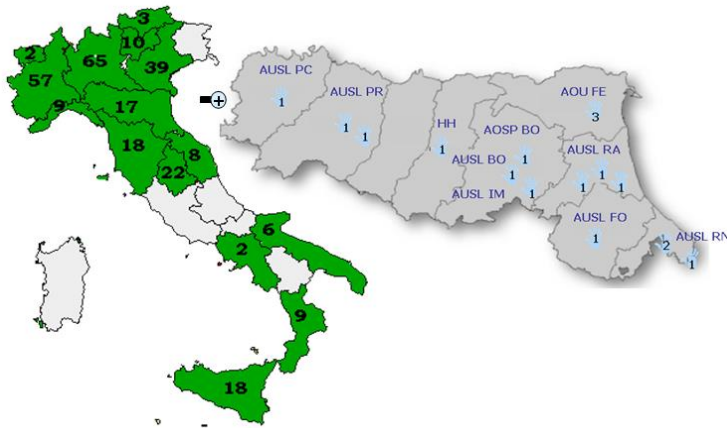 3
2
10
65
57
39
9
17
18
8
22
6
2
9
18
AUSL PC
1
AUSL PR
1
1
HH
1
AOSP BO
1
AUSL BO
1
AUSL IM
1
AOU FE
3
AUSL RA
1
1
1
AUSL FO
1
AUSL RN
2
1